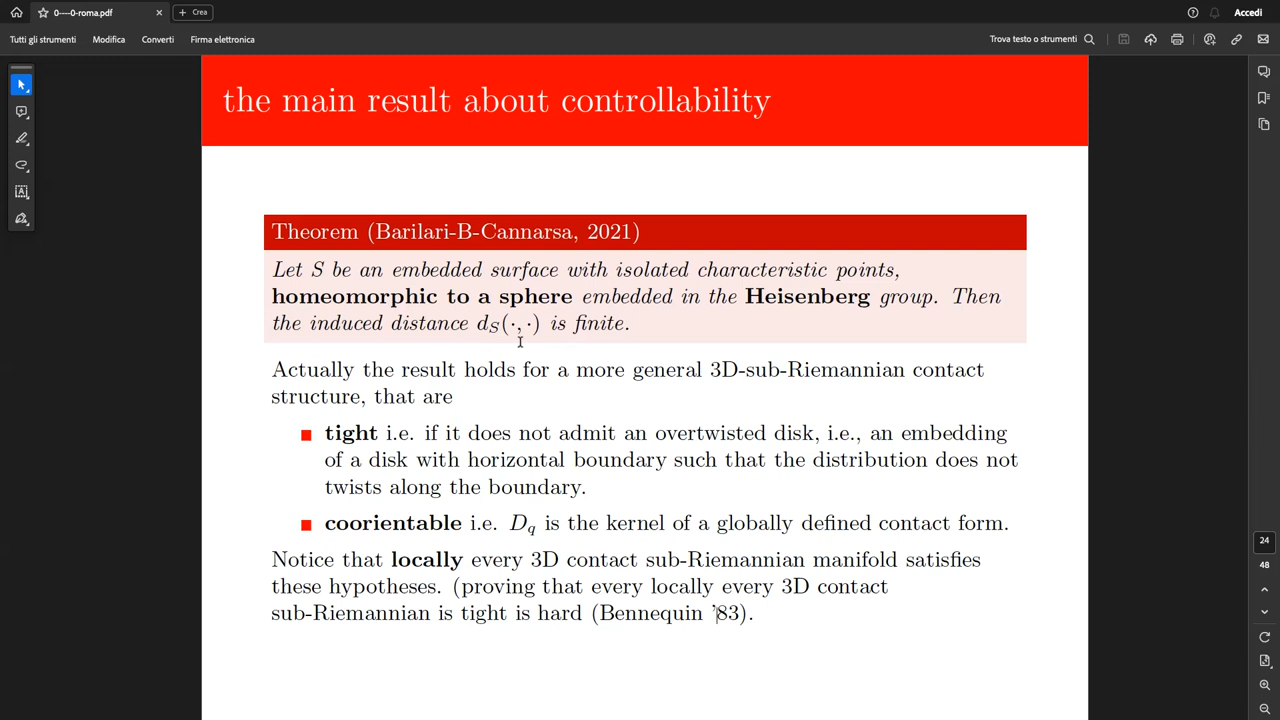 0----0-roma.pdf
Crea
Accedi
Tutti gli strumenti Modifica Converti Firma elettronica Trova testo o strumenti
the main result about controllability
Theorem (Barilari-B-Cannarsa, 2021)
Let S be an embedded surface with isolated characteristic points,
homeomorphic to a sphere embedded in the Heisenberg group. Then
the induced distance d_S(·,·) is finite.
Actually the result holds for a more general 3D-sub-Riemannian contact
structure, that are
tight i.e. if it does not admit an overtwisted disk, i.e., an embedding
of a disk with horizontal boundary such that the distribution does not
twists along the boundary.
coorientable i.e. D_q is the kernel of a globally defined contact form.
Notice that locally every 3D contact sub-Riemannian manifold satisfies
these hypotheses. (proving that every locally every 3D contact
sub-Riemannian is tight is hard (Bennequin '83).
24
48